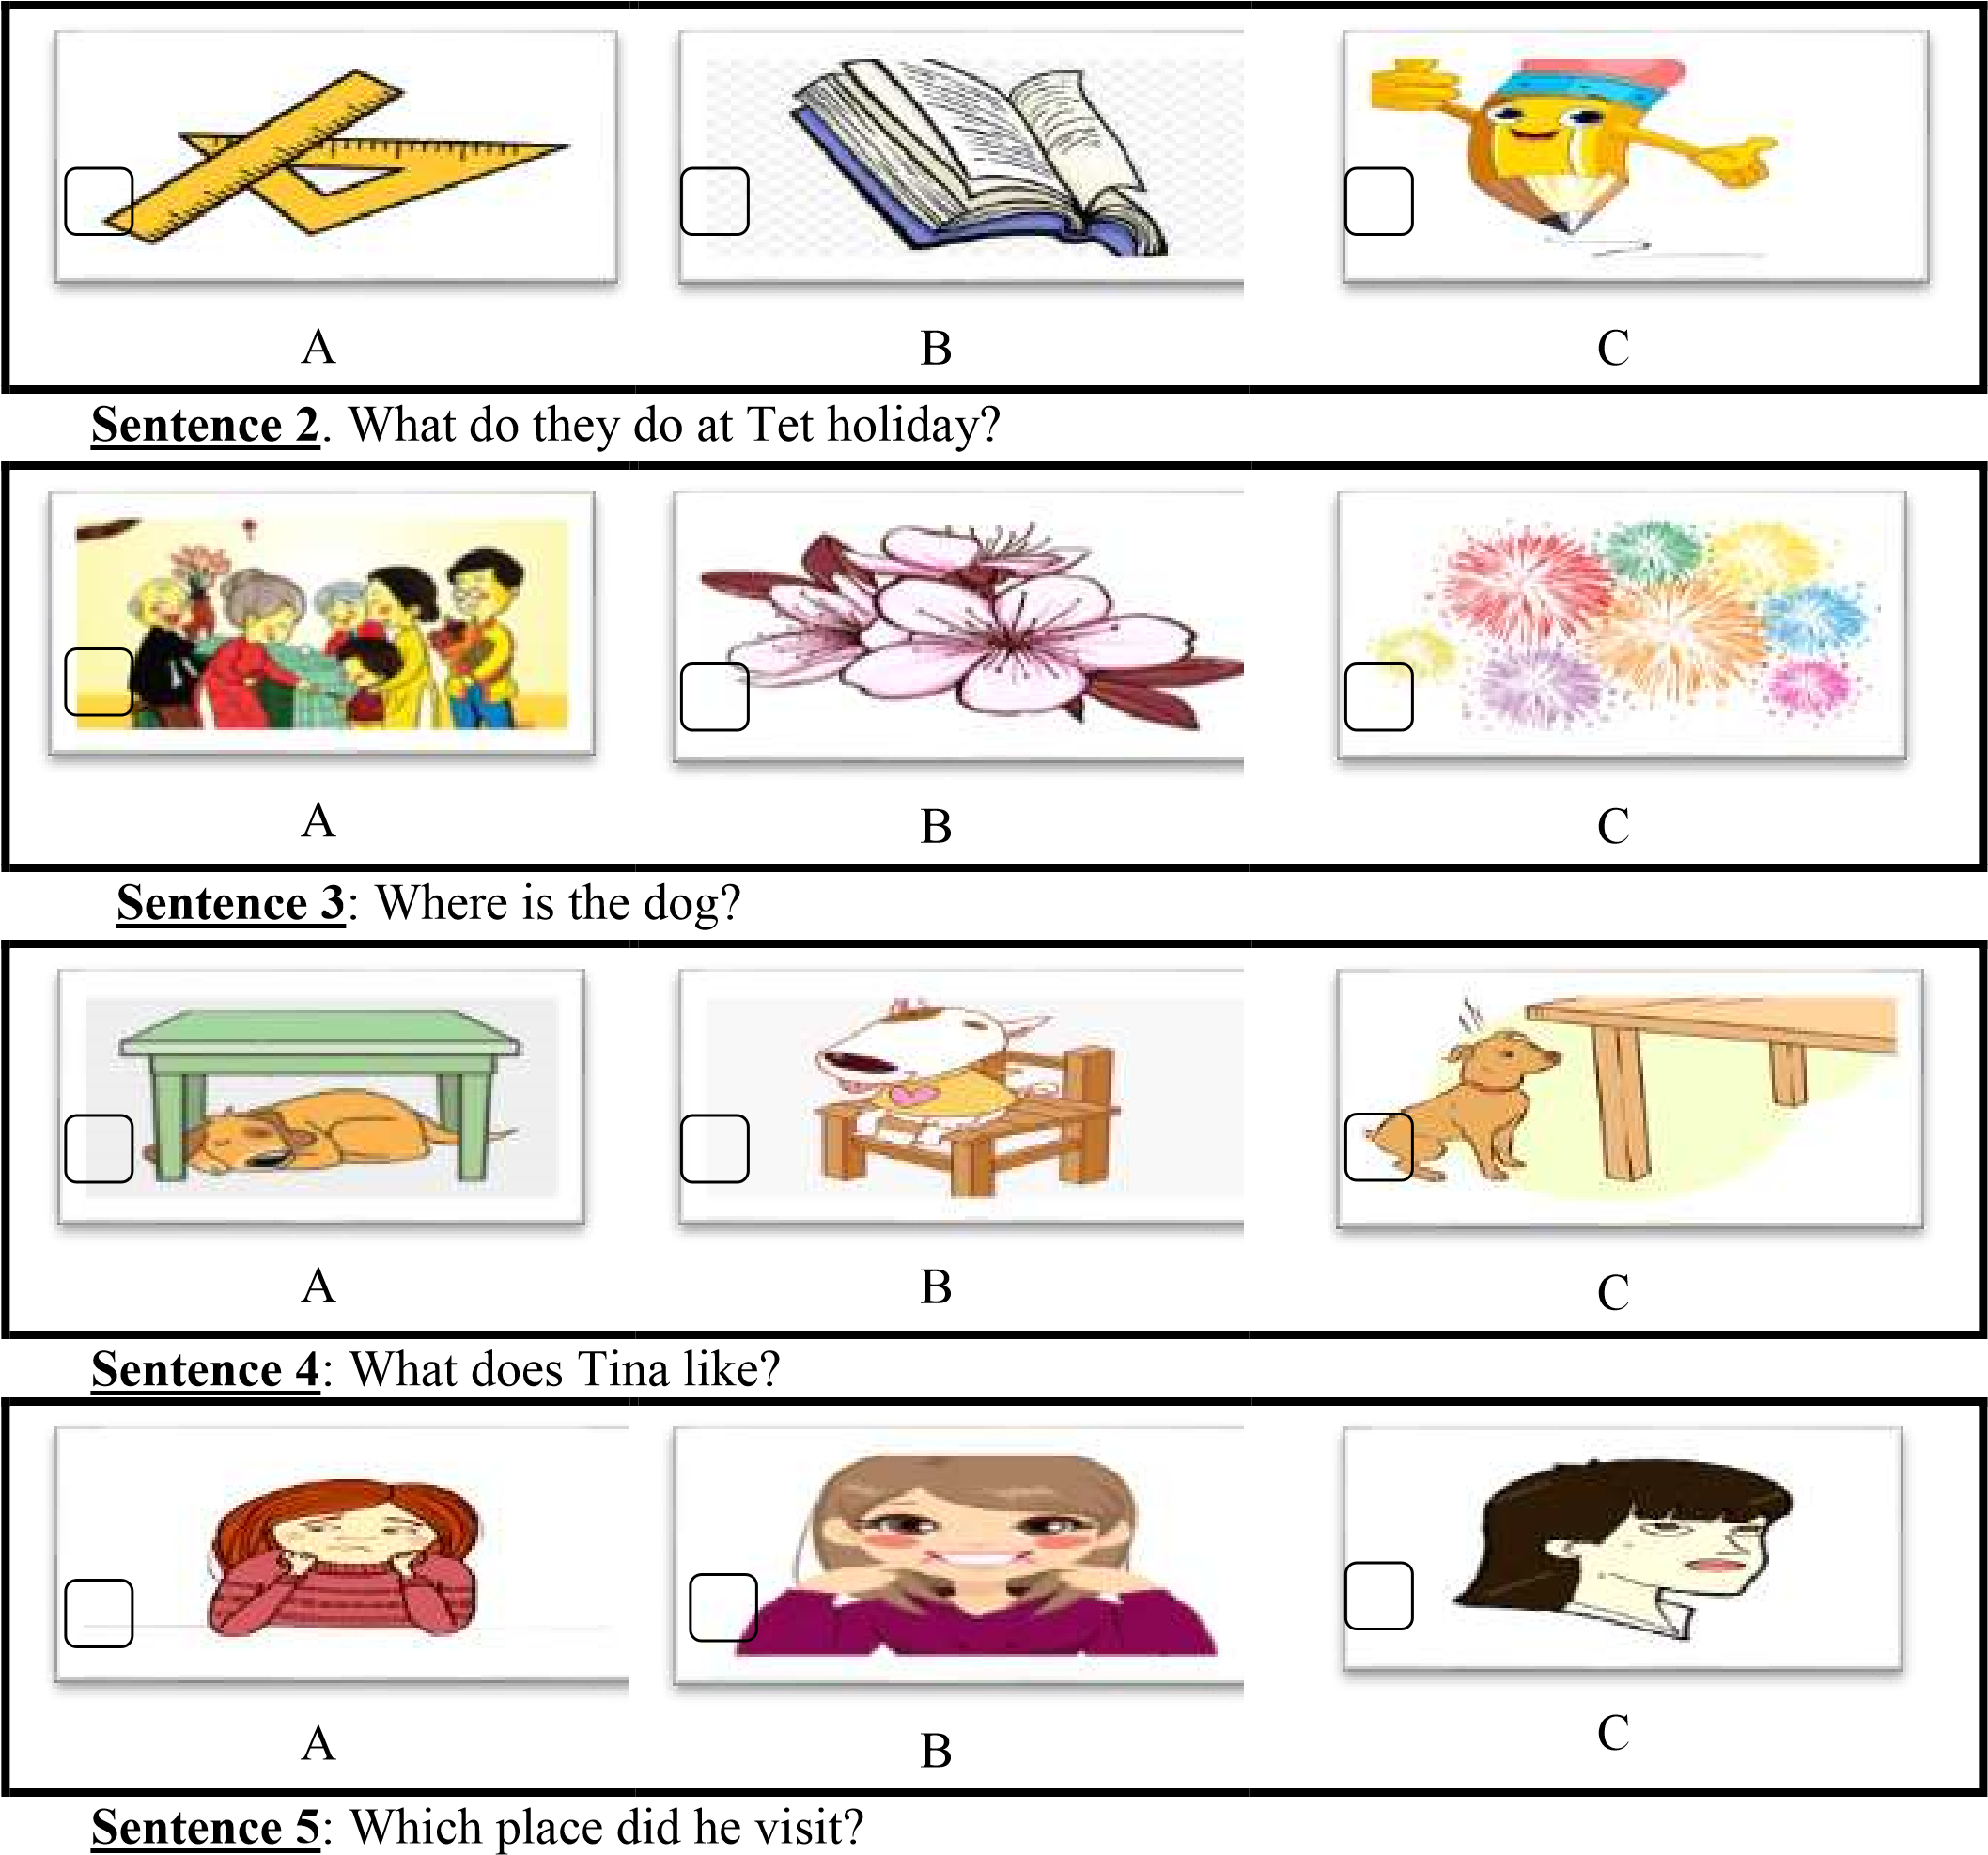 A B C
Sentence 2. What do they do at Tet holiday?
A B C
Sentence 3: Where is the dog?
A B C
Sentence 4: What does Tina like?
A B C
Sentence 5: Which place did he visit?